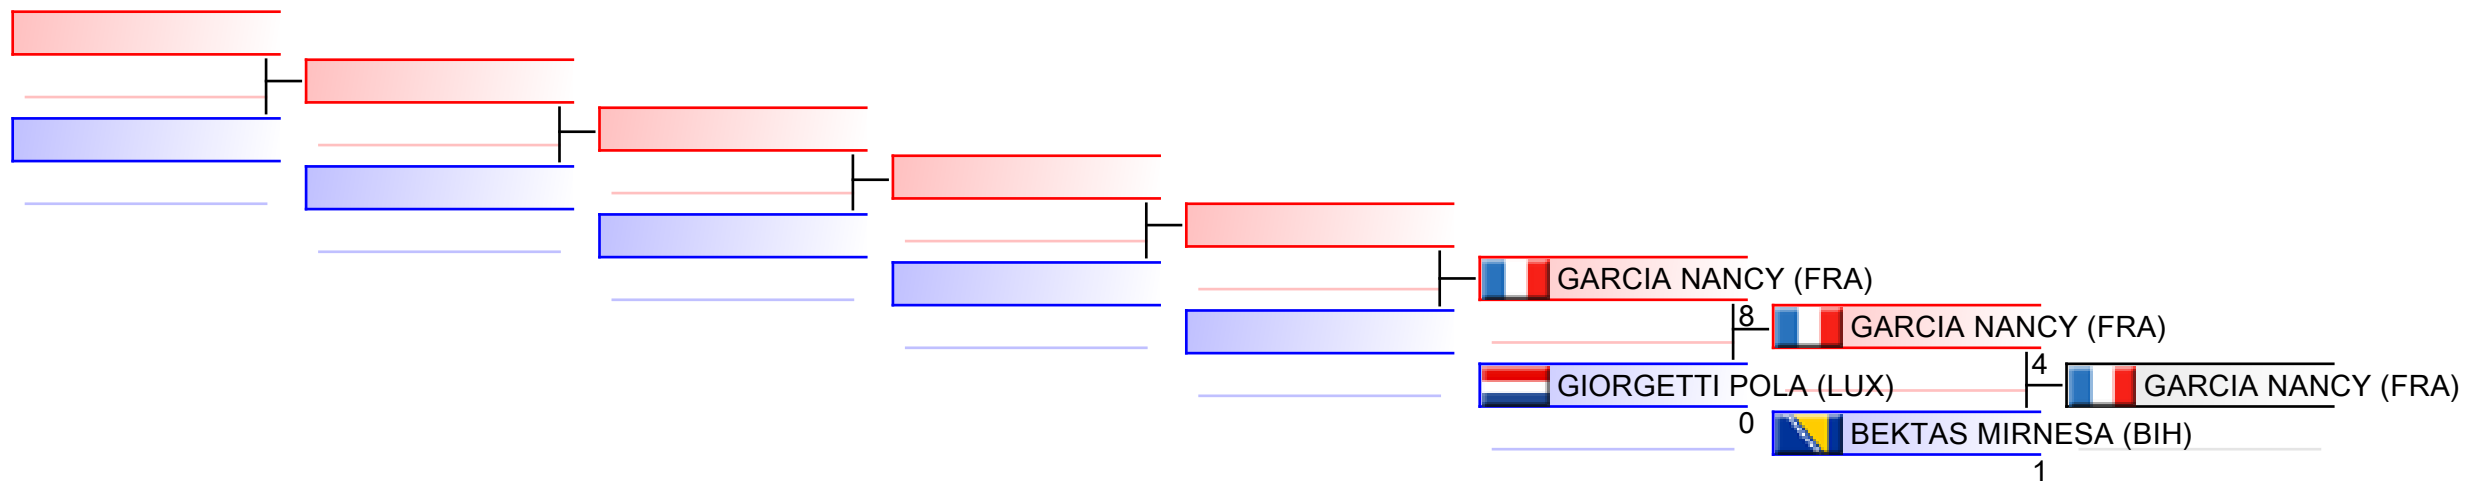 GARCIA NANCY (FRA)
8
GARCIA NANCY (FRA)
GIORGETTI POLA (LUX)
0
4
GARCIA NANCY (FRA)
BEKTAS MIRNESA (BIH)
1